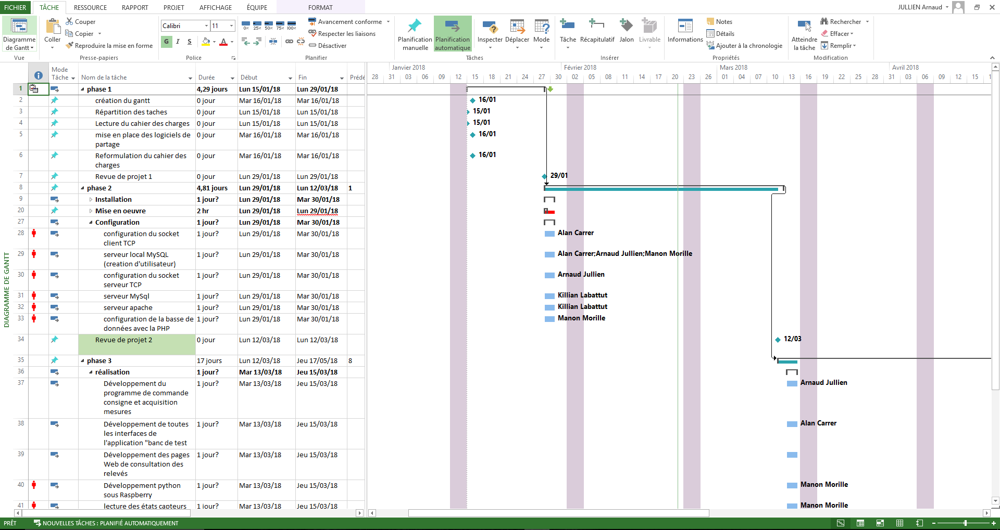 FICHIER TÂCHE RESSOURCE RAPPORT PROJET AFFICHAGE ÉQUIPE FORMAT JULLIEN Arnaud
Diagramme de Gantt
Vue
Coller
Couper
Copier
Reproduire la mise en forme
Presse-papiers
Calibri 11
G I S A
Police
0% 25% 50% 75% 100%
Avancement conforme
Respecter les liaisons
Désactiver
Planifier
Planification manuelle
Planification automatique
Inspecter Déplacer Mode
Tâches
Tâche Récapitulatif Jalon Livrable
Insérer
Informations
Notes
Détails
Ajouter à la chronologie
Propriétés
Atteindre la tâche
Rechercher
Effacer
Remplir
Modification
Mode Tâche Nom de la tâche Durée Début Fin Prédé
Janvier 2018 Février 2018 Mars 2018 Avril 2018
28 03 06 09 12 15 18 21 24 27 30 02 05 08 11 14 17 20 23 26 01 04 07 10 13 16 19 22 25 28 31 03 06 09 12 15 1
1 phase 1 4,29 jours Lun 15/01/18 Lun 29/01/18
2 création du gantt 0 jour Mar 16/01/18 Mar 16/01/18 16/01
3 Répartition des taches 0 jour Lun 15/01/18 Lun 15/01/18 15/01
4 Lecture du cahier des charges 0 jour Lun 15/01/18 Lun 15/01/18 15/01
5 mise en place des logiciels de partage 0 jour Mar 16/01/18 Mar 16/01/18 16/01
6 Reformulation du cahier des charges 0 jour Mar 16/01/18 Mar 16/01/18 16/01
7 Revue de projet 1 0 jour Lun 29/01/18 Lun 29/01/18 29/01
8 phase 2 4,81 jours Lun 29/01/18 Lun 12/03/18 1
9 Installation 1 jour? Lun 29/01/18 Mar 30/01/18
20 Mise en oeuvre 2 hr Lun 29/01/18 Lun 29/01/18
27 Configuration 1 jour? Lun 29/01/18 Mar 30/01/18
28 configuration du socket client TCP 1 jour? Lun 29/01/18 Mar 30/01/18 Alan Carrer
29 serveur local MySQL (creation d'utilisateur) 1 jour? Lun 29/01/18 Mar 30/01/18 Alan Carrer;Arnaud Jullien;Manon Morille
30 configuration du socket serveur TCP 1 jour? Lun 29/01/18 Mar 30/01/18 Arnaud Jullien
31 serveur MySql 1 jour? Lun 29/01/18 Mar 30/01/18 Killian Labattut
32 serveur apache 1 jour? Lun 29/01/18 Mar 30/01/18 Killian Labattut
33 configuration de la basse de données avec la PHP 1 jour? Lun 29/01/18 Mar 30/01/18 Manon Morille
34 Revue de projet 2 0 jour Lun 12/03/18 Lun 12/03/18 12/03
35 phase 3 17 jours Lun 12/03/18 Jeu 17/05/18 8
36 réalisation 1 jour? Mar 13/03/18 Jeu 15/03/18
37 Développement du programme de commande consigne et acquisition mesures 1 jour? Mar 13/03/18 Jeu 15/03/18 Arnaud Jullien
38 Développement de toutes les interfaces de l'application "banc de test 1 jour? Mar 13/03/18 Jeu 15/03/18 Alan Carrer
39 Développement des pages Web de consultation des relevés 1 jour? Mar 13/03/18 Jeu 15/03/18
40 Développement python sous Raspberry 1 jour? Mar 13/03/18 Jeu 15/03/18 Manon Morille
41 lecture des états capteurs 1 jour? Mar 13/03/18 Jeu 15/03/18 Manon Morille
DIAGRAMME DE GANTT
PRÊT NOUVELLES TÂCHES : PLANIFIÉ AUTOMATIQUEMENT